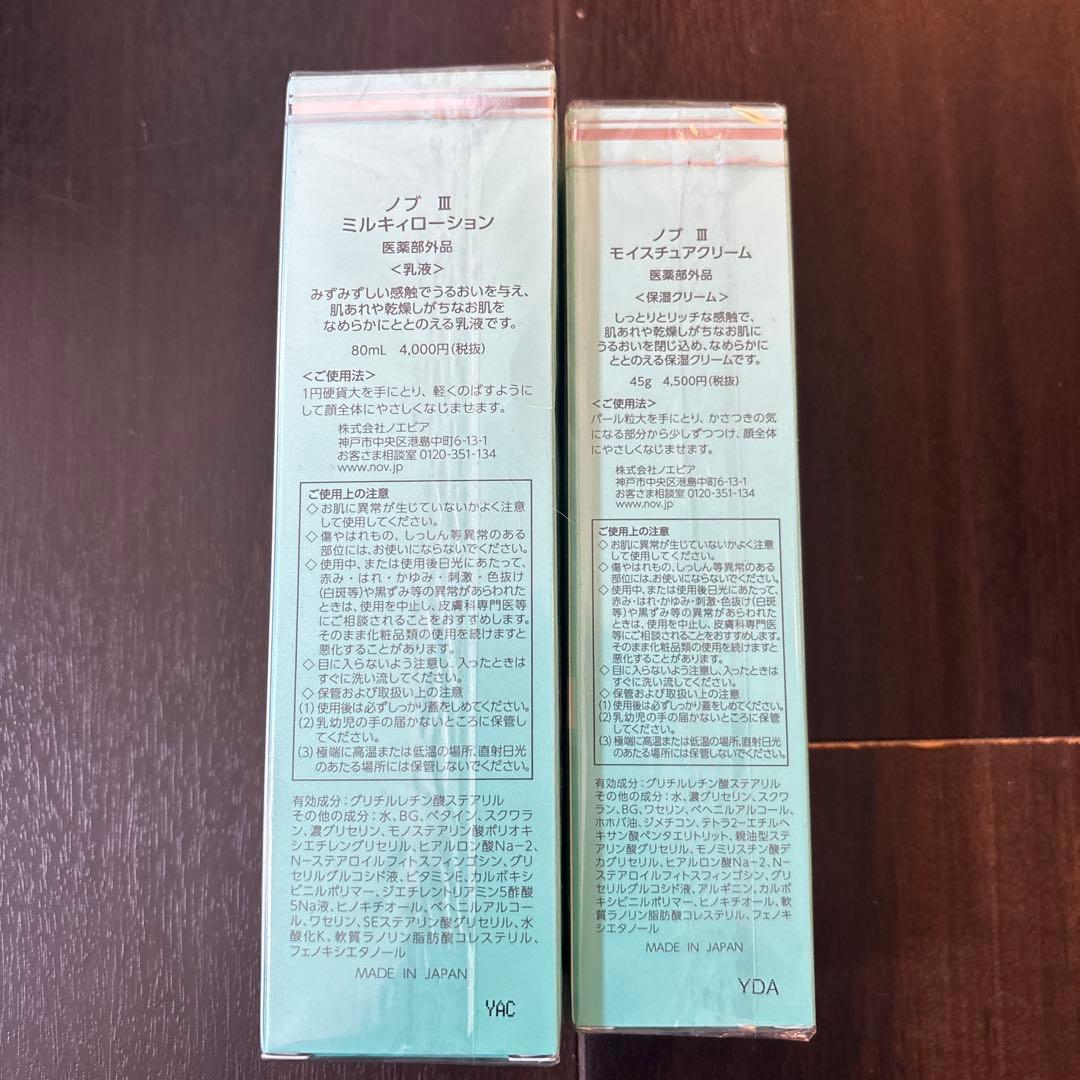 ノブ Ⅲ
ミルキィローション
医薬部外品
<乳液>
みずみずしい感触でうるおいを与え、
肌あれや乾燥しがちなお肌を
なめらかにととのえる乳液です。
80mL 4,000円(税抜)
<ご使用法>
1円硬貨大を手にとり、軽くのばすように
して顔全体にやさしくなじませます。
株式会社ノエビア
神戸市中央区港島中町6-13-1
お客さま相談室 0120-351-134
www.nov.jp
ご使用上の注意
◇お肌に異常が生じていないかよく注意
して使用してください。
◇傷やはれもの、しっしん等異常のある
部位には、お使いにならないでください。
◇使用中、または使用後日光にあたって、
赤み・はれ・かゆみ・刺激・色抜け
(白斑等)や黒ずみ等の異常があらわれた
ときは、使用を中止し、皮膚科専門医等
にご相談されることをおすすめします。
そのまま化粧品類の使用を続けますと
悪化することがあります。
◇目に入らないよう注意し、入ったときは
すぐに洗い流してください。
◇保管および取扱い上の注意
(1)使用後は必ずしっかり蓋をしめてください。
(2)乳幼児の手の届かないところに保管し
てください。
(3)極端に高温または低温の場所、直射日光
のあたる場所には保管しないでください。
有効成分:グリチルレチン酸ステアリル
その他の成分:水、BG、ベタイン、スクワラ
ン、濃グリセリン、モノステアリン酸ポリオキ
シエチレングリセリル、ヒアルロン酸Na-2、
N-ステアロイルフィトスフィンゴシン、グリ
セリルグルコシド液、ビタミンE、カルボキシ
ビニルポリマー、ジエチレントリアミン5酢酸
5Na液、ヒノキチオール、ベヘニルアルコー
ル、ワセリン、SEステアリン酸グリセリル、水
酸化K、軟質ラノリン脂肪酸コレステリル、
フェノキシエタノール
MADE IN JAPAN
YAC
ノブ Ⅲ
モイスチュアクリーム
医薬部外品
<保湿クリーム>
しっとりとリッチな感触で、
肌あれや乾燥しがちなお肌に
うるおいを閉じ込め、なめらかに
ととのえる保湿クリームです。
45g 4,500円(税抜)
<ご使用法>
パール粒大を手にとり、かさつきの気
になる部分から少しずつつけ、顔全体
にやさしくなじませます。
株式会社ノエビア
神戸市中央区港島中町6-13-1
お客さま相談室 0120-351-134
www.nov.jp
ご使用上の注意
◇お肌に異常が生じていないかよく注意
して使用してください。
◇傷やはれもの、しっしん等異常のある
部位には、お使いにならないでください。
◇使用中、または使用後日光にあたって、
赤み・はれ・かゆみ・刺激・色抜け(白斑
等)や黒ずみ等の異常があらわれた
ときは、使用を中止し、皮膚科専門医
等にご相談されることをおすすめします。
そのまま化粧品類の使用を続けますと
悪化することがあります。
◇目に入らないよう注意し、入ったときは
すぐに洗い流してください。
◇保管および取扱い上の注意
(1)使用後は必ずしっかり蓋をしめてください。
(2)乳幼児の手の届かないところに保管
してください。
(3)極端に高温または低温の場所、直射日光
のあたる場所には保管しないでください。
有効成分:グリチルレチン酸ステアリル
その他の成分:水、濃グリセリン、スクワ
ラン、BG、ワセリン、ベヘニルアルコール、
ホホバ油、ジメチコン、テトラ2-エチルヘ
キサン酸ペンタエリトリット、親油型ステ
アリン酸グリセリル、モノミリスチン酸デ
カグリセリル、ヒアルロン酸Na-2、N-
ステアロイルフィトスフィンゴシン、グリ
セリルグルコシド液、アルギニン、カルボ
キシビニルポリマー、ヒノキチオール、軟
質ラノリン脂肪酸コレステリル、フェノキ
シエタノール
MADE IN JAPAN
YDA